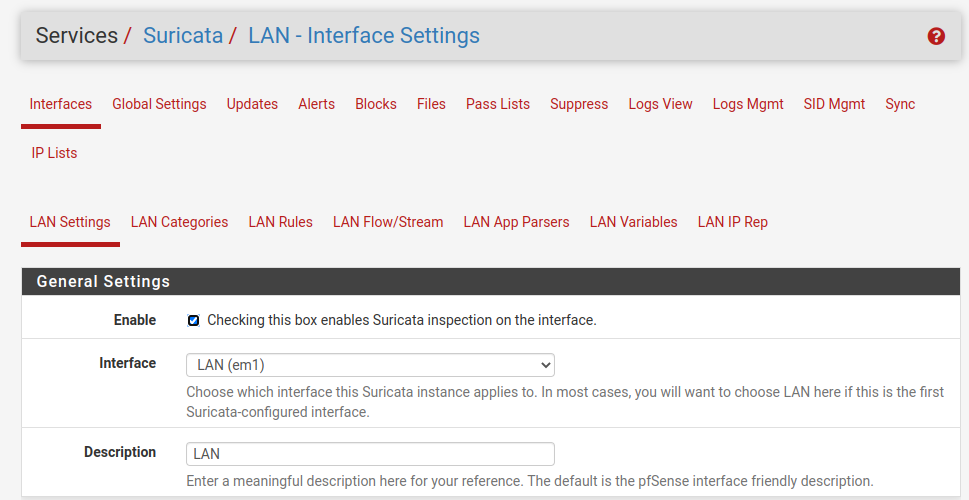 Services / Suricata / LAN - Interface Settings
Interfaces Global Settings Updates Alerts Blocks Files Pass Lists Suppress Logs View Logs Mgmt SID Mgmt Sync
IP Lists
LAN Settings LAN Categories LAN Rules LAN Flow/Stream LAN App Parsers LAN Variables LAN IP Rep
General Settings
Enable Checking this box enables Suricata inspection on the interface.
Interface LAN (em1)
Choose which interface this Suricata instance applies to. In most cases, you will want to choose LAN here if this is the first
Suricata-configured interface.
Description LAN
Enter a meaningful description here for your reference. The default is the pfSense interface friendly description.